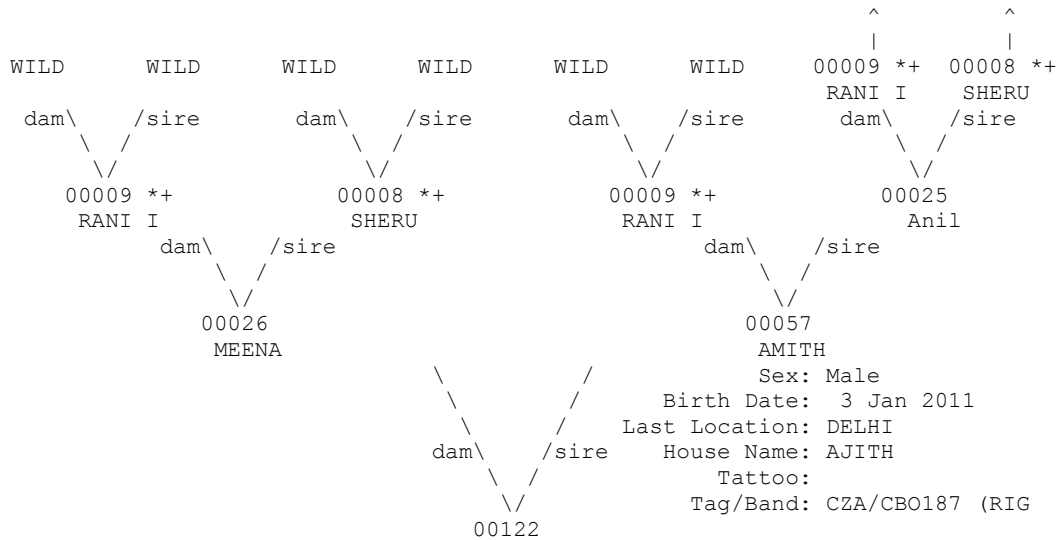 ^ ^
| |
WILD WILD WILD WILD WILD WILD 00009 *+ 00008 *+
RANI I SHERU
dam\ /sire dam\ /sire dam\ /sire dam\ /sire
\ / \ / \ / \ /
\/ \/ \/ \/
00009 *+ 00008 *+ 00009 *+ 00025
RANI I SHERU RANI I Anil
dam\ /sire dam\ /sire
\ / \ /
\/ \/
00026 00057
MEENA AMITH
\ / Sex: Male
\ / Birth Date: 3 Jan 2011
\ / Last Location: DELHI
dam\ /sire House Name: AJITH
\ / Tattoo:
\/ Tag/Band: CZA/CBO187 (RIG
00122